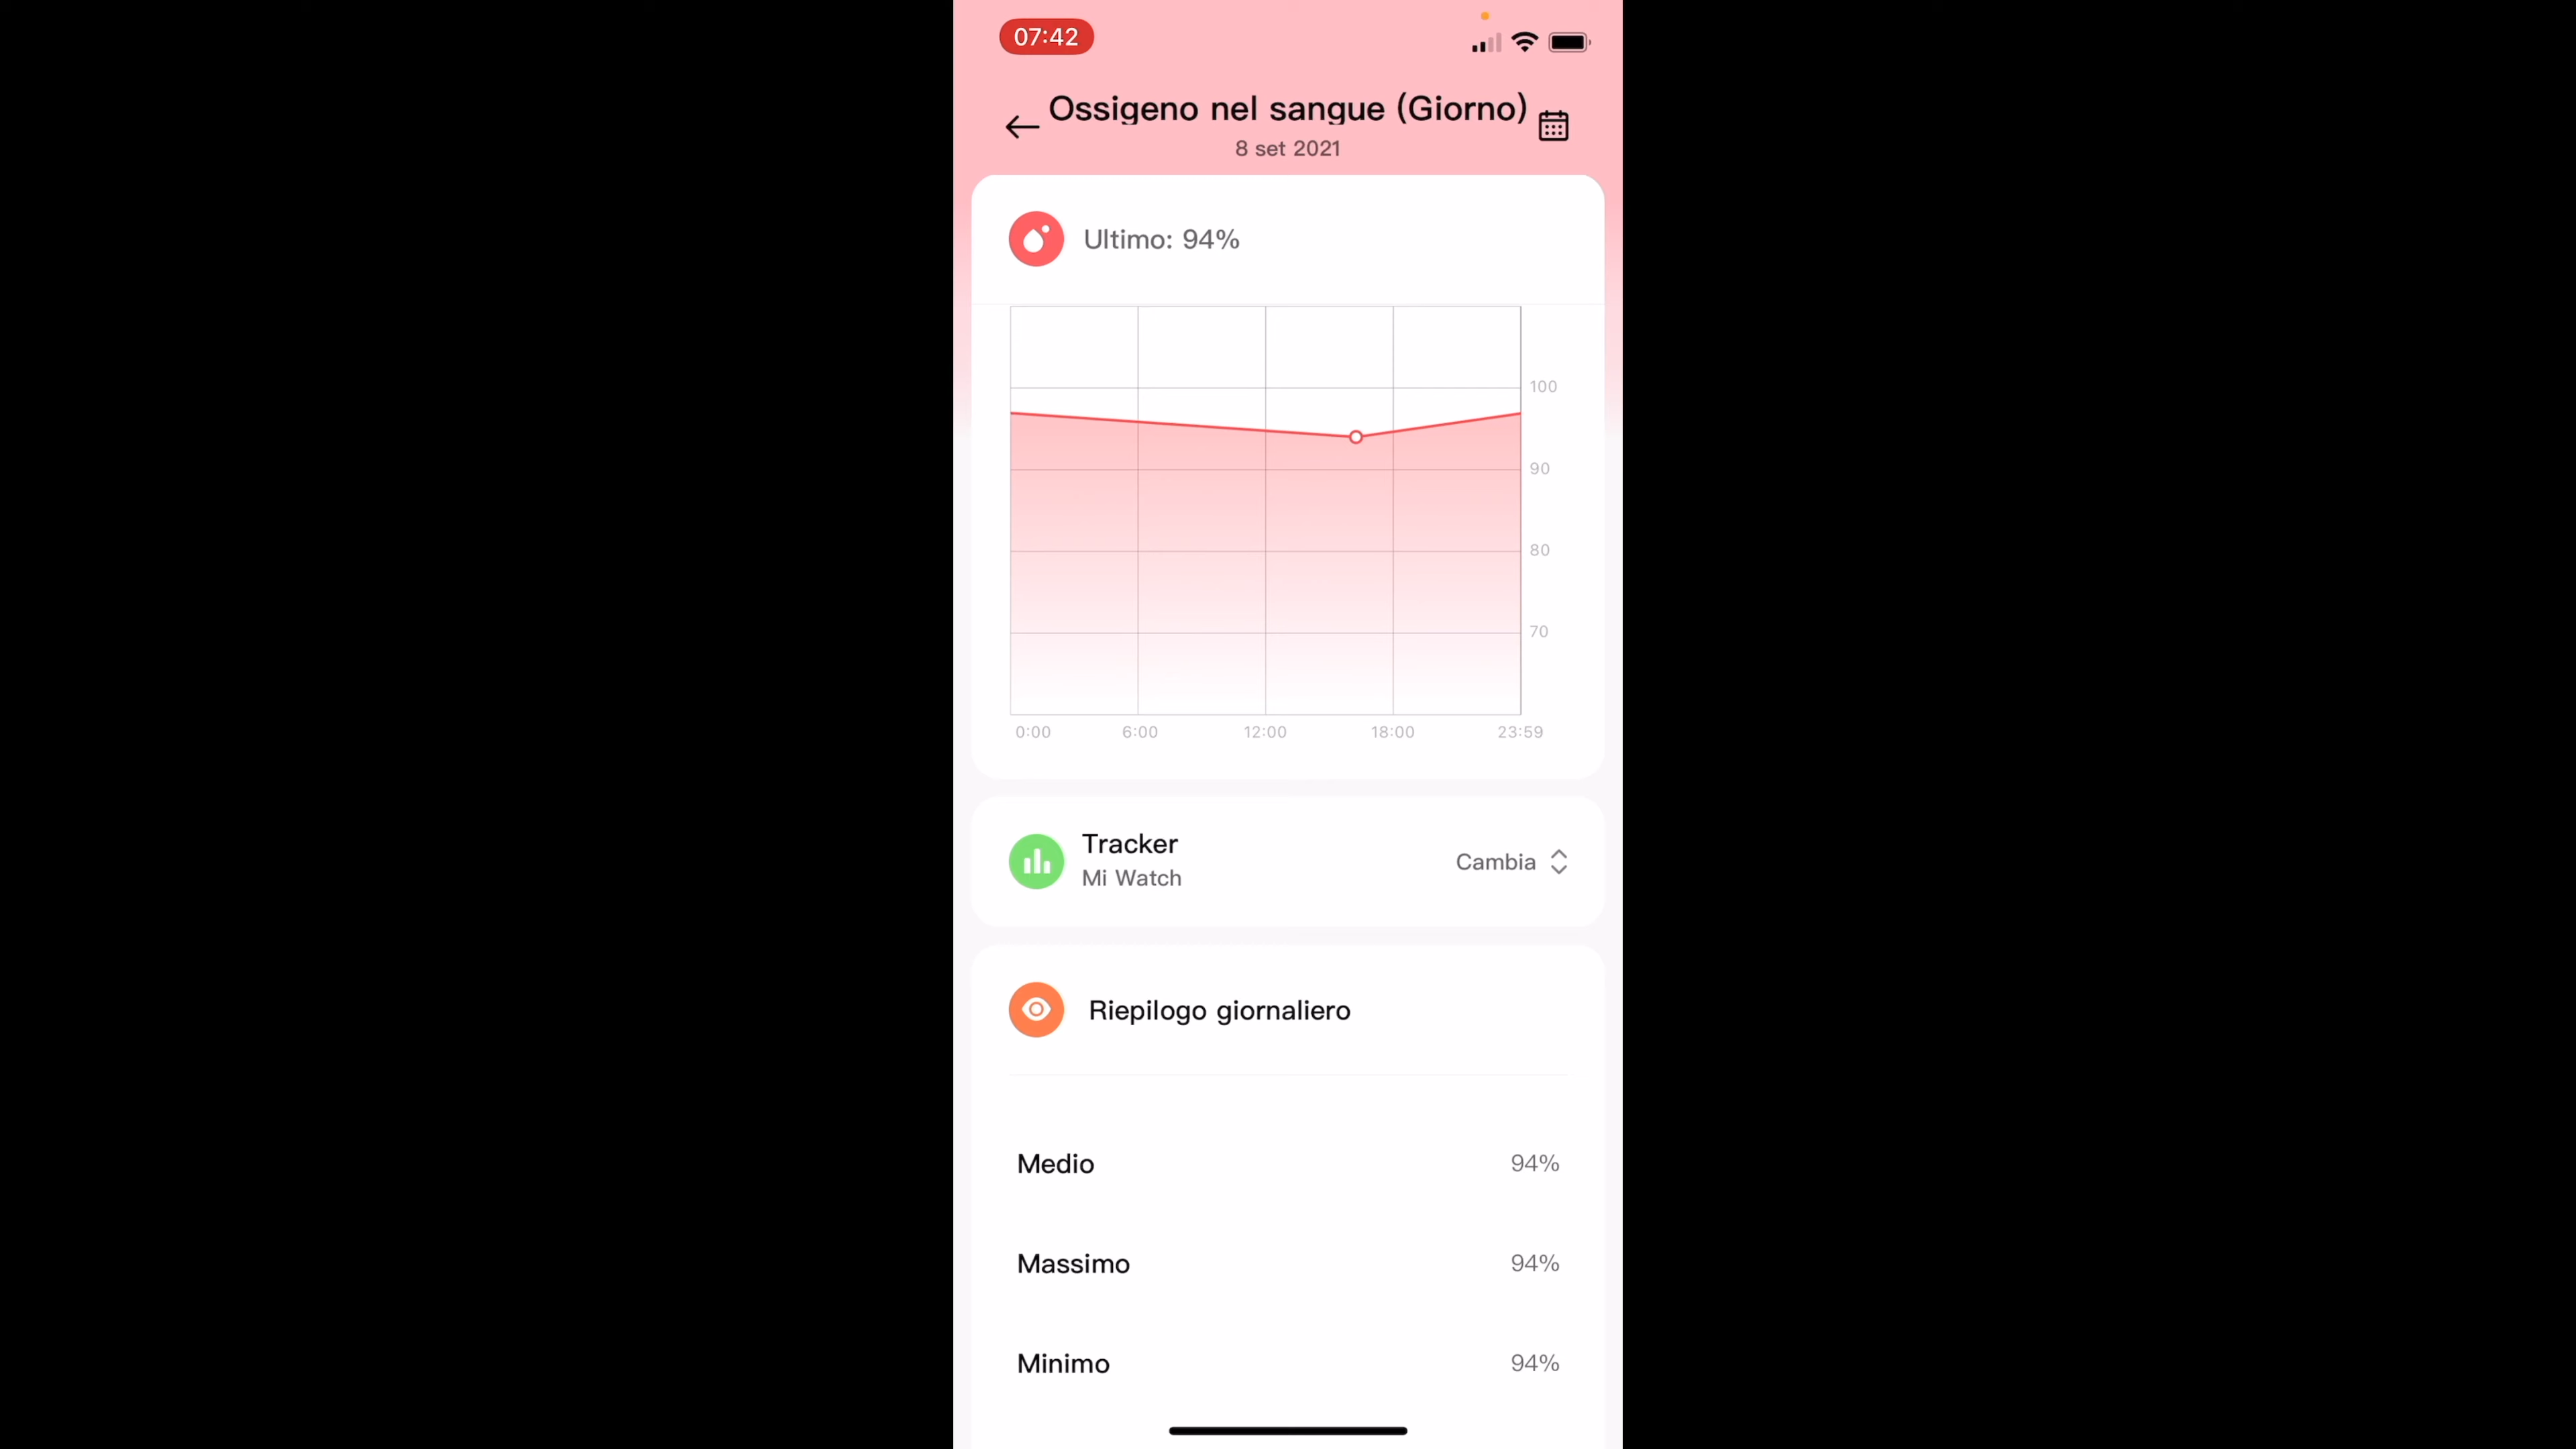 07:42
Ossigeno nel sangue (Giorno)
8 set 2021
Ultimo: 94%
100
90
80
70
0:00 6:00 12:00 18:00 23:59
Tracker
Mi Watch
Cambia
Riepilogo giornaliero
Medio 94%
Massimo 94%
Minimo 94%